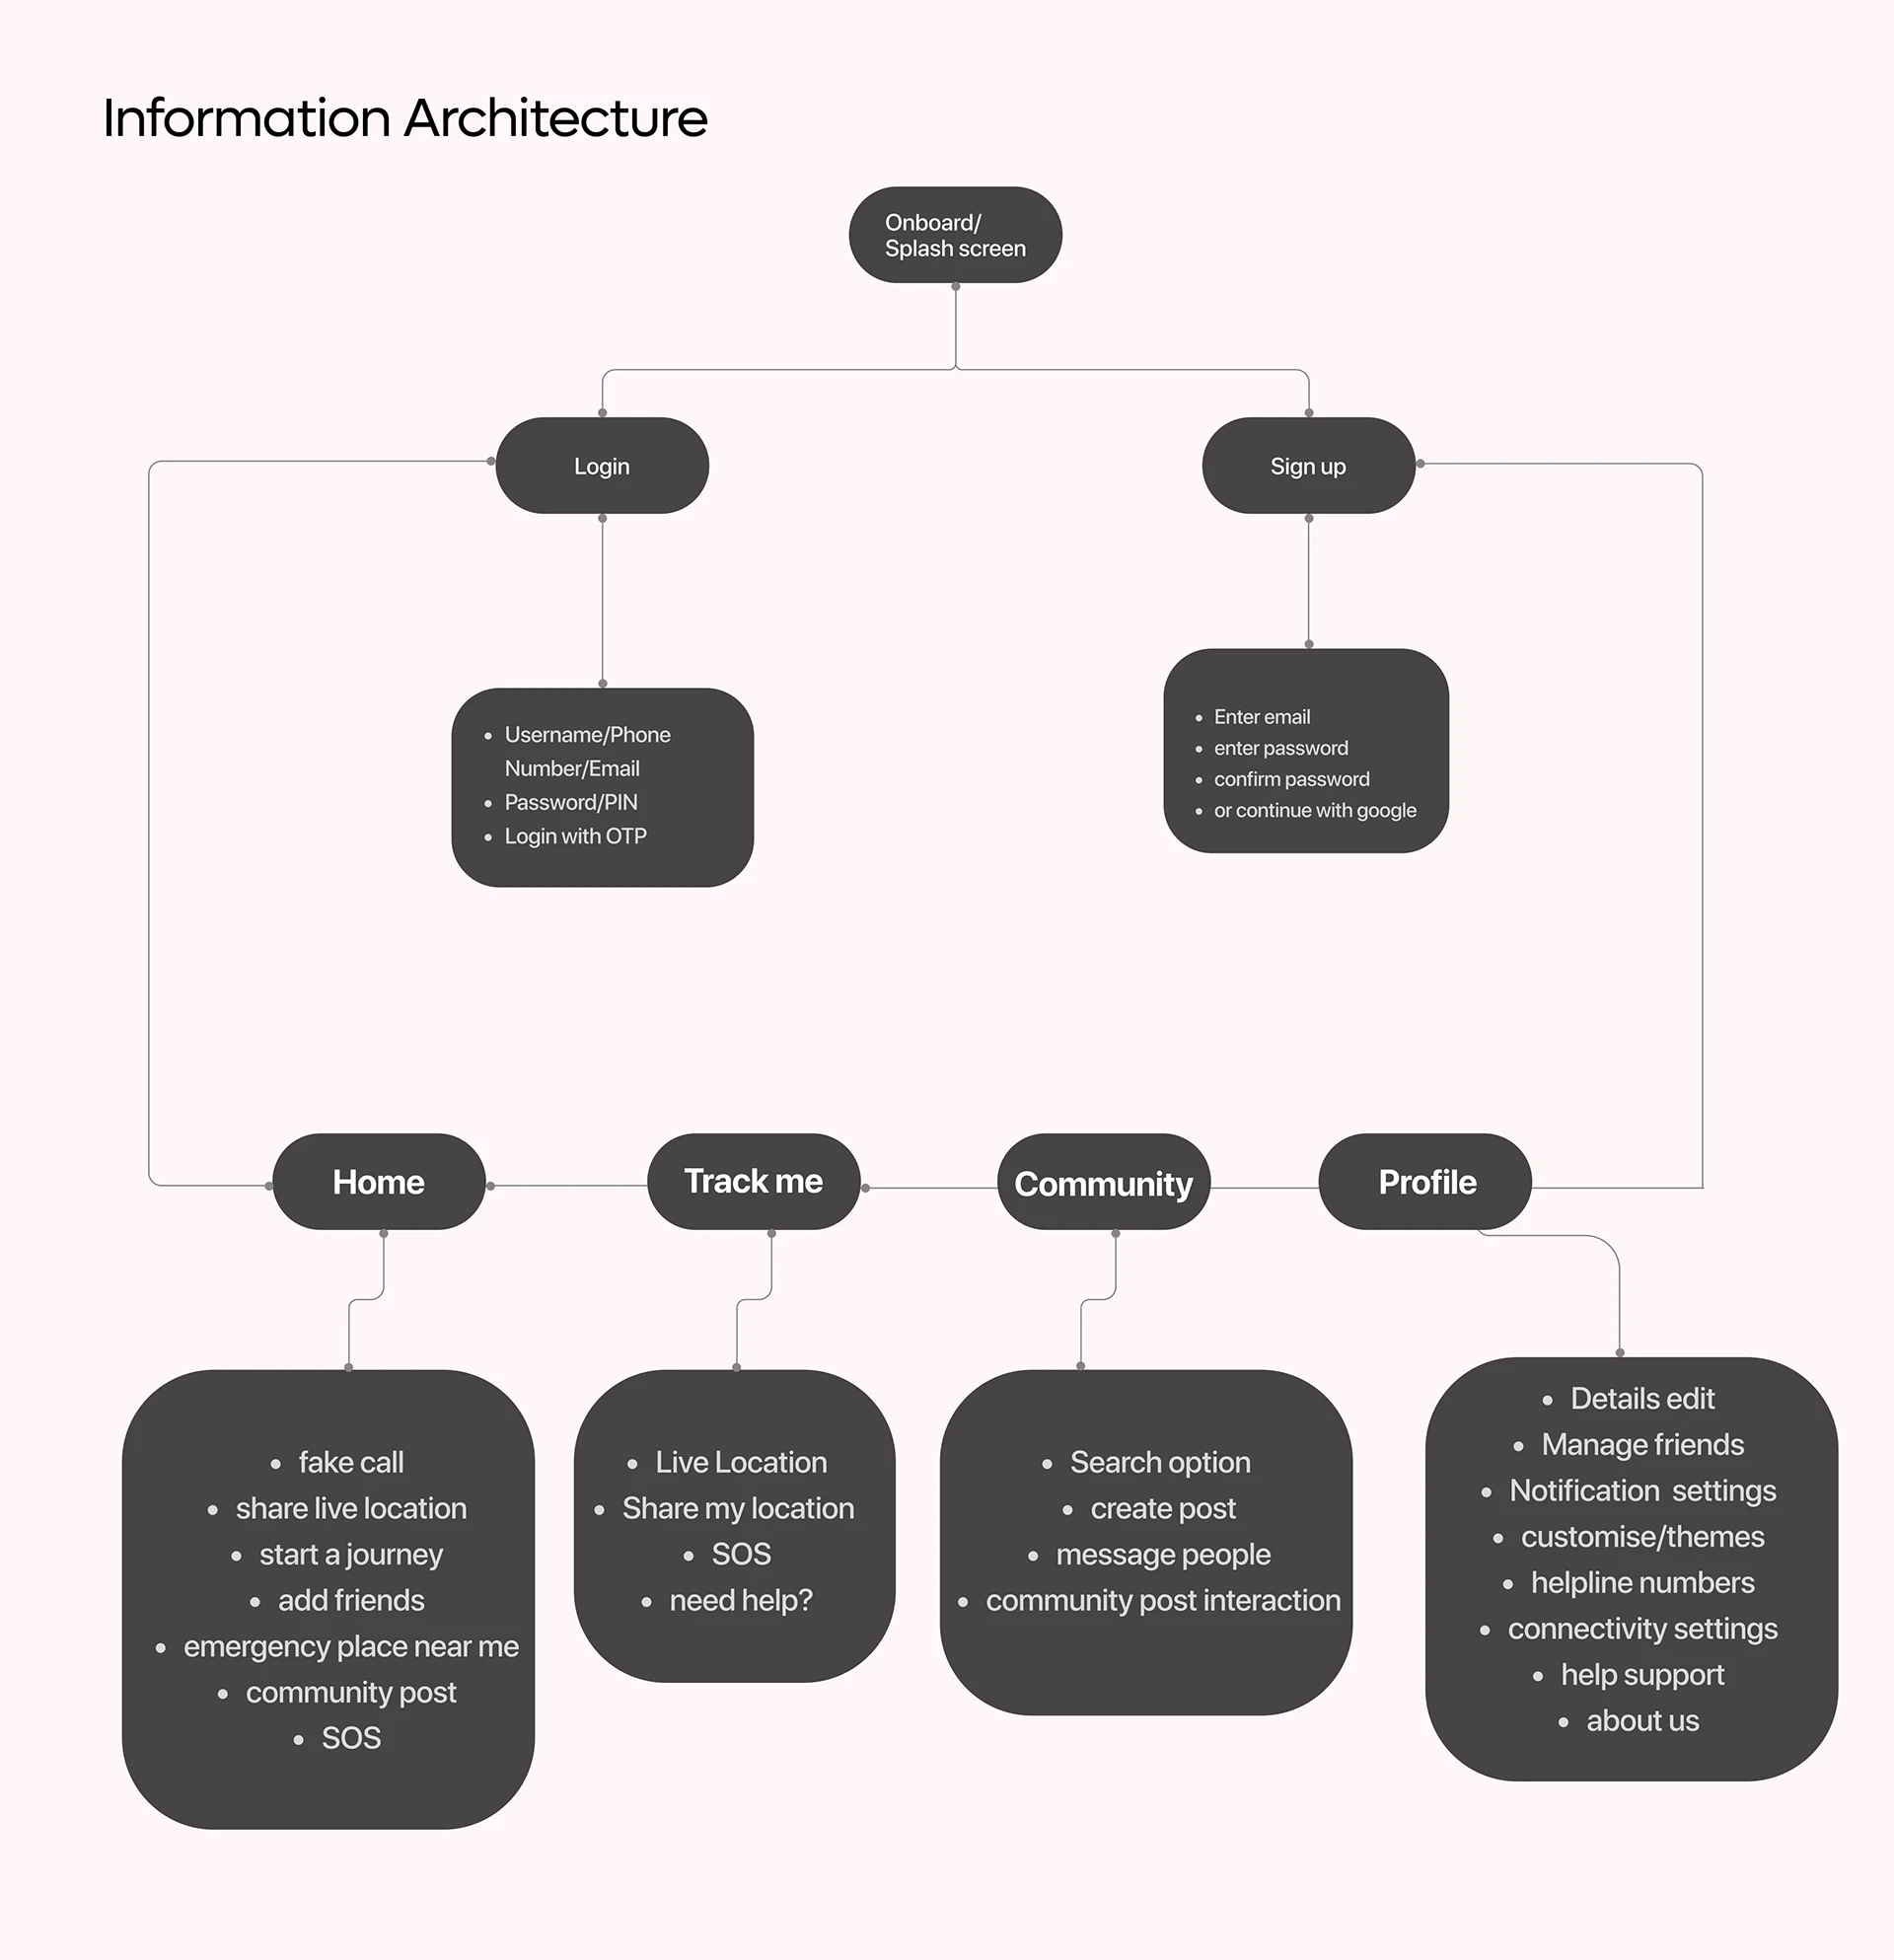 Information Architecture
Onboard/
Splash screen
Login
Sign up
• Username/Phone
Number/Email
• Password/PIN
• Login with OTP
• Enter email
• enter password
• confirm password
• or continue with google
Home
Track me
Community
Profile
• fake call
• share live location
• start a journey
• add friends
• emergency place near me
• community post
• SOS
• Live Location
• Share my location
• SOS
• need help?
• Search option
• create post
• message people
• community post interaction
• Details edit
• Manage friends
• Notification  settings
• customise/themes
• helpline numbers
• connectivity settings
• help support
• about us